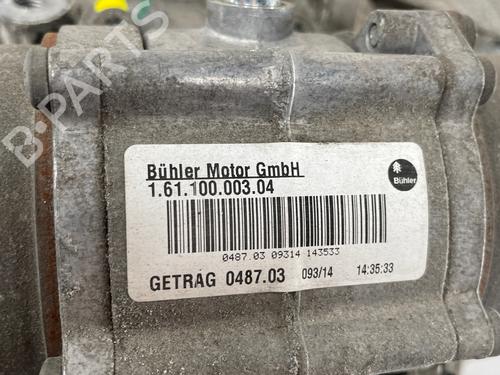 B-PARTS
Bühler Motor GmbH
1.61.100.003.04
Bühler
0487.03 09314 143533
GETRAG 0487.03 093/14 14:35:33